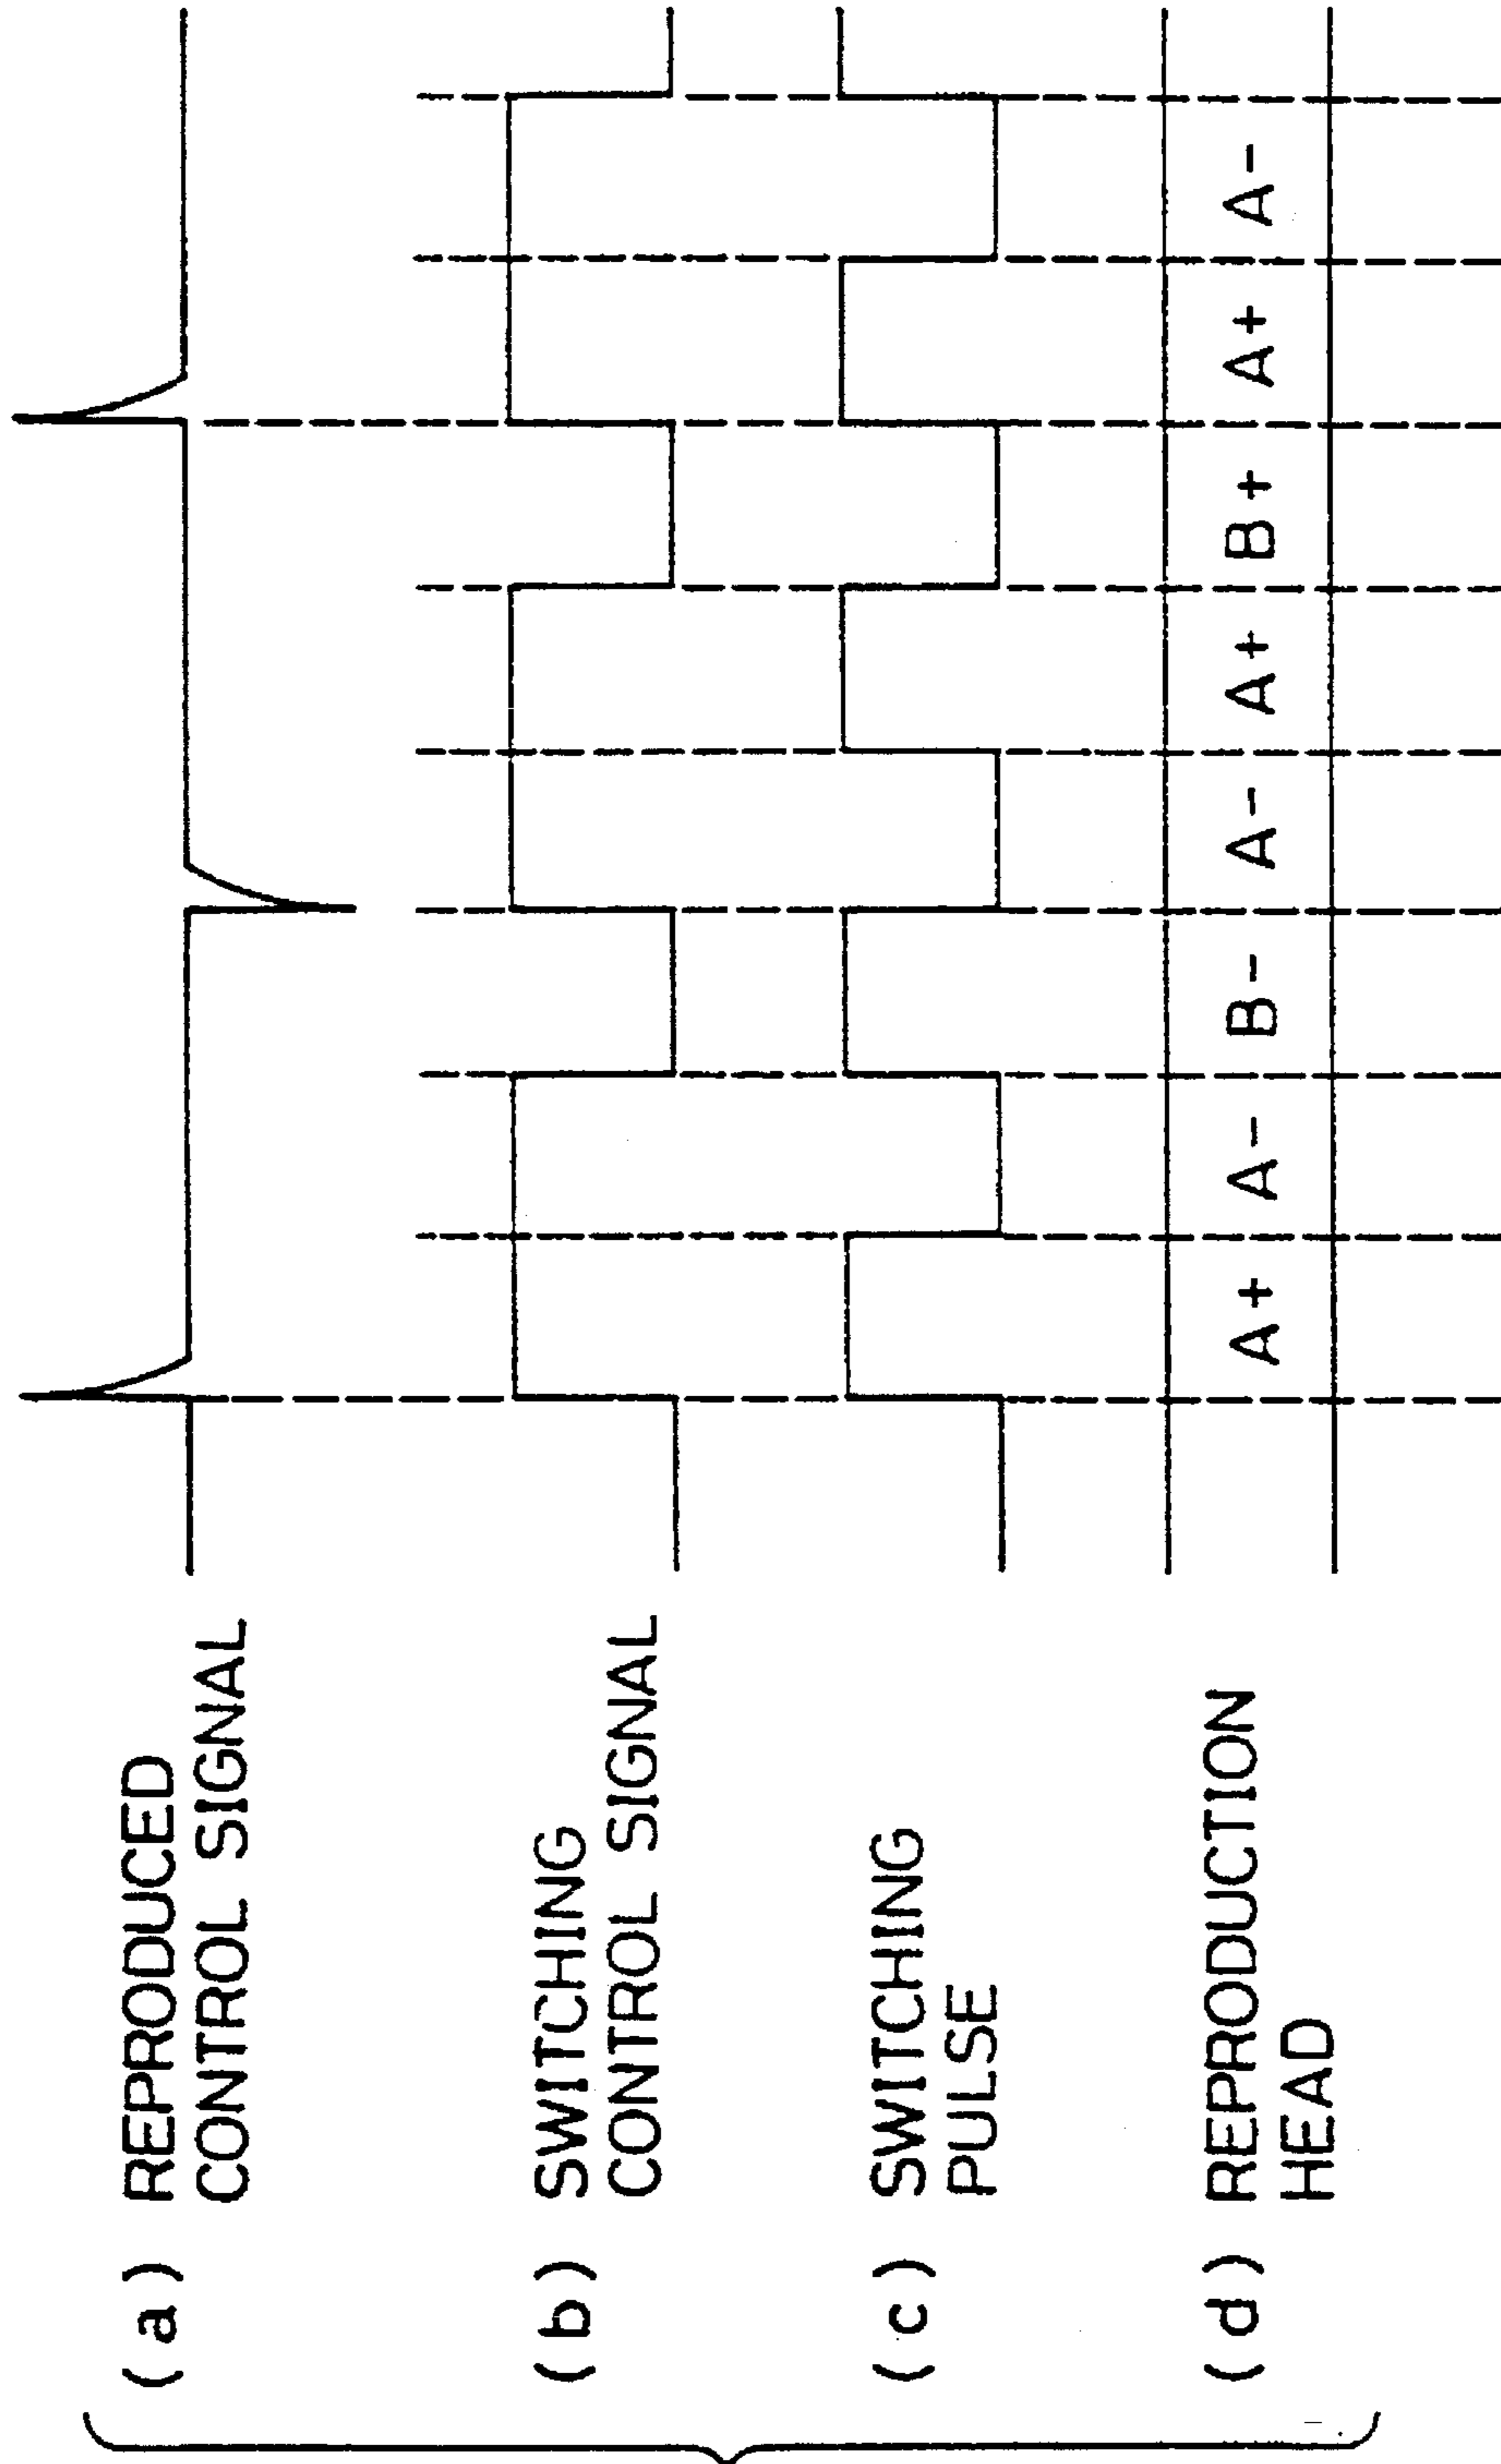 (a) REPRODUCED
CONTROL SIGNAL
(b) SWITCHING
CONTROL SIGNAL
(c) SWITCHING
PULSE
(d) REPRODUCTION
HEAD
A+ A- B- A- A+ B+ A+ A-